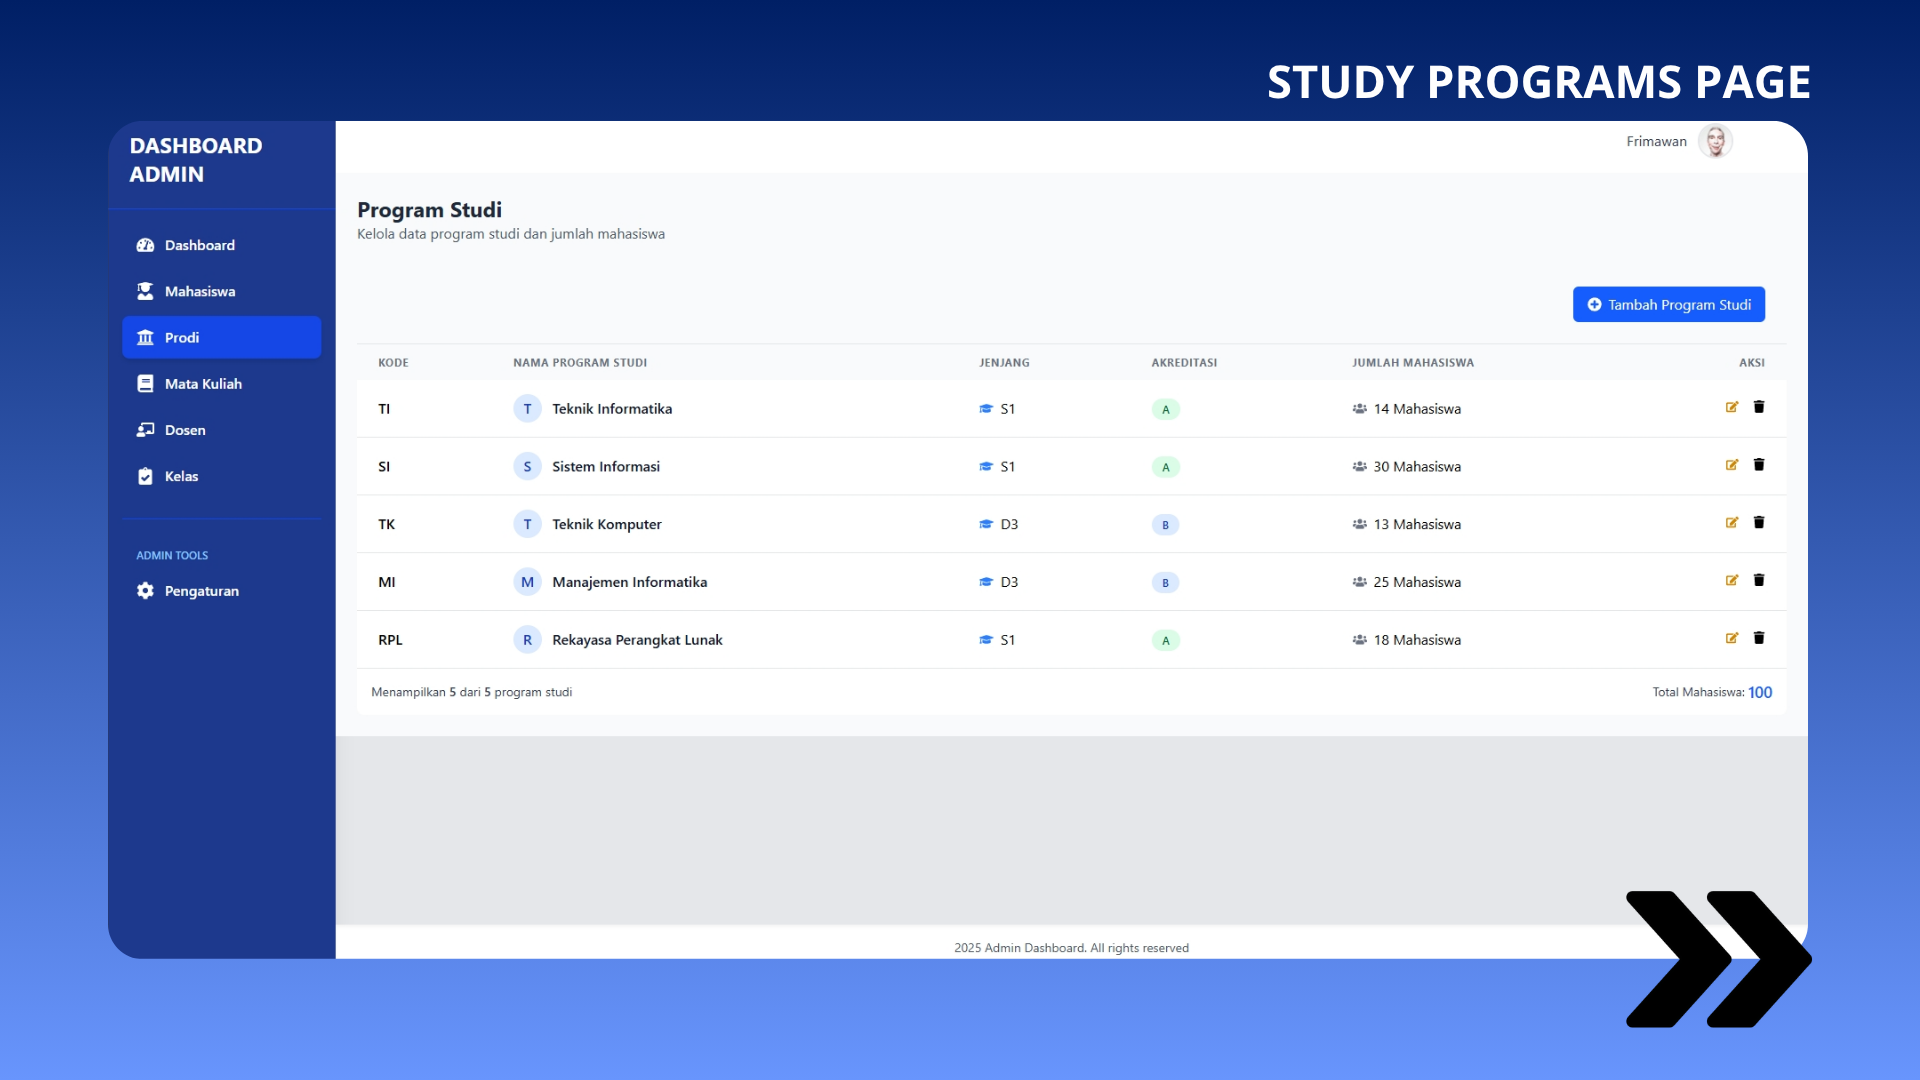 STUDY PROGRAMS PAGE
DASHBOARD
ADMIN
Frimawan
Dashboard
Mahasiswa
Prodi
Mata Kuliah
Dosen
Kelas
ADMIN TOOLS
Pengaturan
Program Studi
Kelola data program studi dan jumlah mahasiswa
Tambah Program Studi
KODE NAMA PROGRAM STUDI JENJANG AKREDITASI JUMLAH MAHASISWA AKSI
TI T Teknik Informatika S1 A 14 Mahasiswa
SI S Sistem Informasi S1 A 30 Mahasiswa
TK T Teknik Komputer D3 B 13 Mahasiswa
MI M Manajemen Informatika D3 B 25 Mahasiswa
RPL R Rekayasa Perangkat Lunak S1 A 18 Mahasiswa
Menampilkan 5 dari 5 program studi Total Mahasiswa: 100
2025 Admin Dashboard. All rights reserved